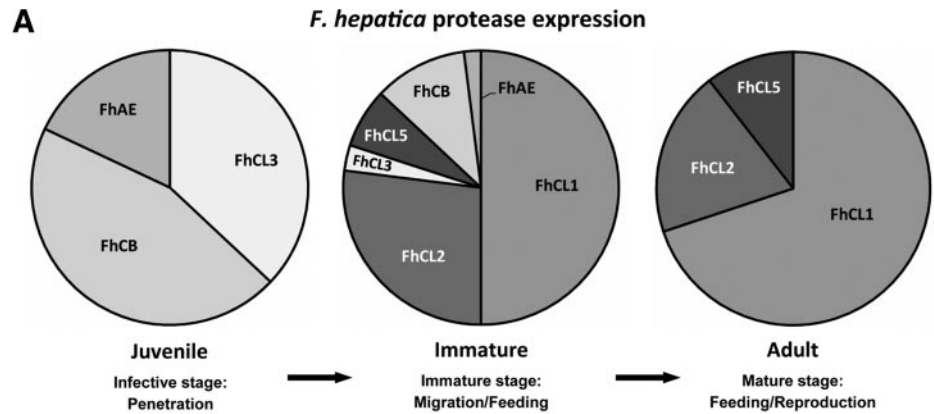 A
F. hepatica protease expression
FhAE
FhCL3
FhCB
FhCB
FhAE
FhCL5
FhCL3
FhCL1
FhCL2
FhCL5
FhCL2
FhCL1
Juvenile
Infective stage:
Penetration
Immature
Immature stage:
Migration/Feeding
Adult
Mature stage:
Feeding/Reproduction